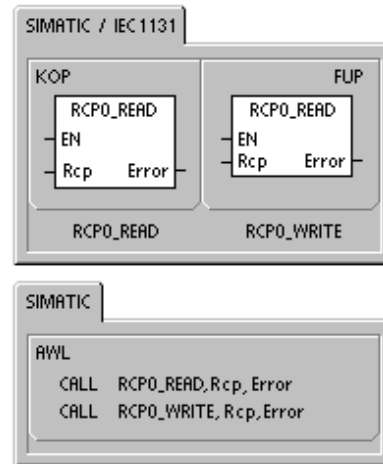 SIMATIC / IEC1131
KOP FUP
RCP0_READ RCP0_READ
EN EN
Rcp Error Rcp Error
RCP0_READ RCP0_WRITE
SIMATIC
AWL
CALL RCP0_READ,Rcp, Error
CALL RCP0_WRITE, Rcp,Error